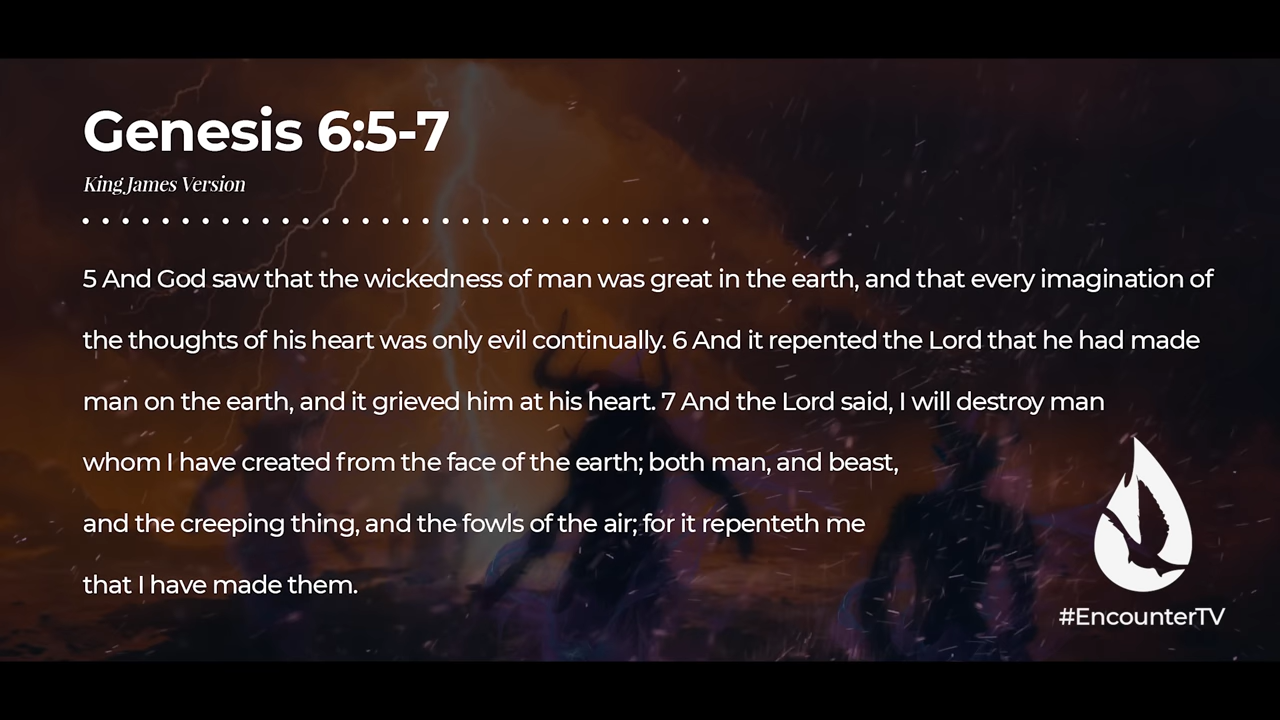 Genesis 6:5-7
King James Version
5 And God saw that the wickedness of man was great in the earth, and that every imagination of
the thoughts of his heart was only evil continually. 6 And it repented the Lord that he had made
man on the earth, and it grieved him at his heart. 7 And the Lord said, I will destroy man
whom I have created from the face of the earth; both man, and beast,
and the creeping thing, and the fowls of the air; for it repenteth me
that I have made them.
#EncounterTV